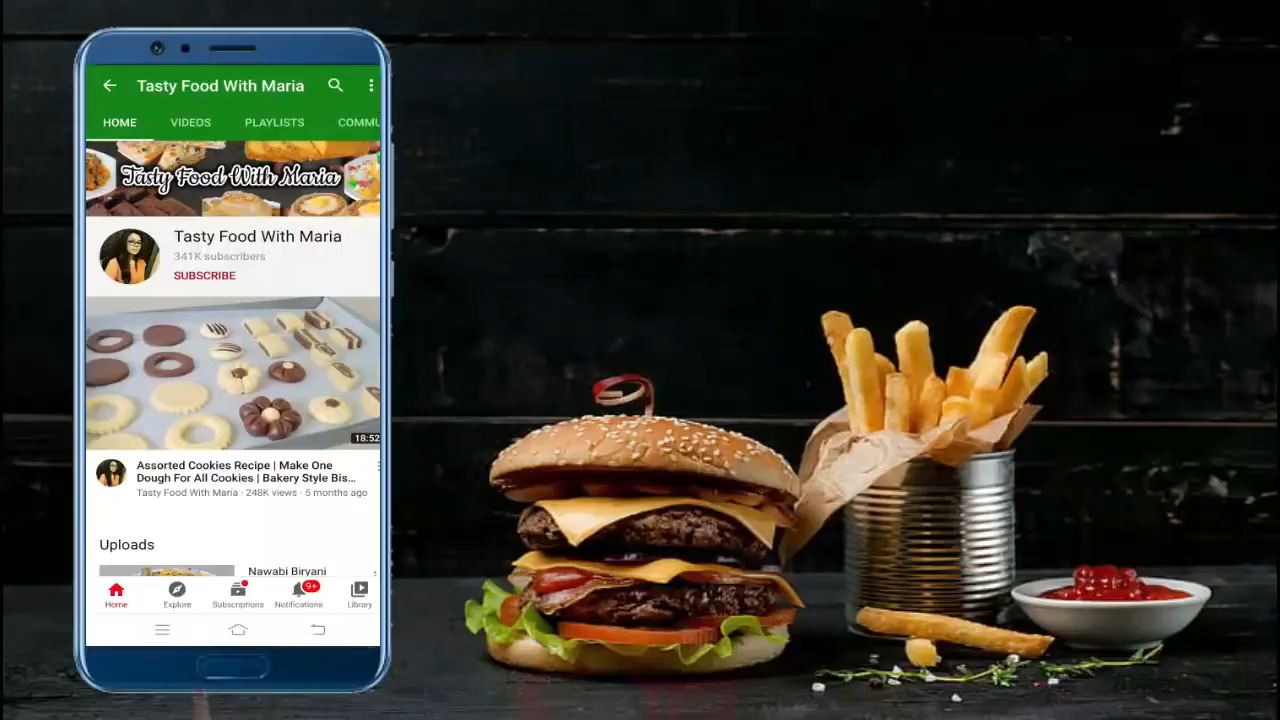 Tasty Food With Maria
HOME VIDEOS PLAYLISTS COMMU
Tasty Food With Maria
Tasty Food With Maria
341K subscribers
SUBSCRIBE
18:52
Assorted Cookies Recipe | Make One
Dough For All Cookies | Bakery Style Bis...
Tasty Food With Maria · 248K views · 5 months ago
Uploads
Nawabi Biryani
9+
Home Explore Subscriptions Notifications Library